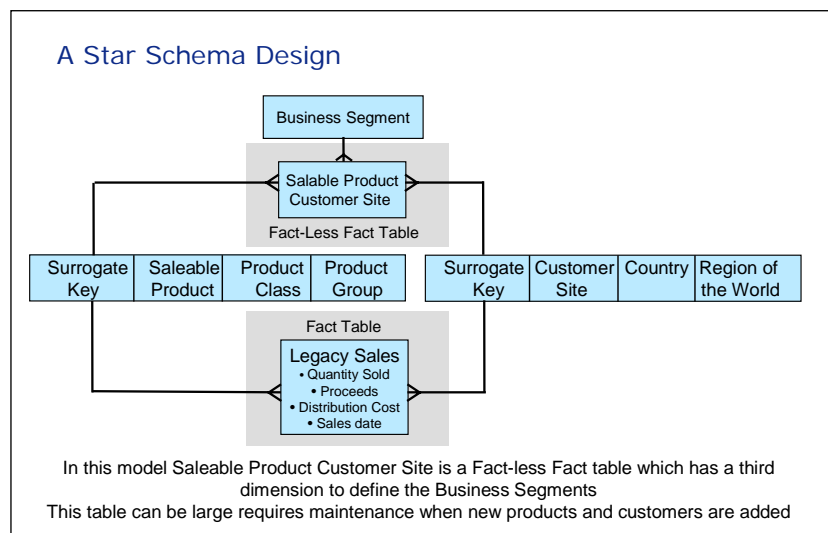 A Star Schema Design
Business Segment
Salable Product
Customer Site
Fact-Less Fact Table
Surrogate Key
Saleable Product
Product Class
Product Group
Surrogate Key
Customer Site
Country
Region of the World
Fact Table
Legacy Sales
• Quantity Sold
• Proceeds
• Distribution Cost
• Sales date
In this model Saleable Product Customer Site is a Fact-less Fact table which has a third
dimension to define the Business Segments
This table can be large requires maintenance when new products and customers are added